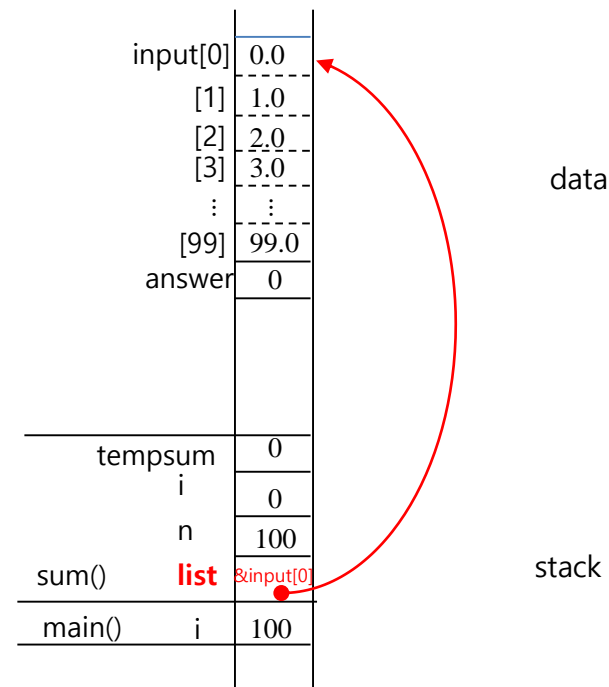 input[0] 0.0
[1] 1.0
[2] 2.0
[3] 3.0
data
⋮ ⋮
[99] 99.0
answer 0
tempsum 0
i 0
n 100
sum() list &input[0]
stack
main() i 100